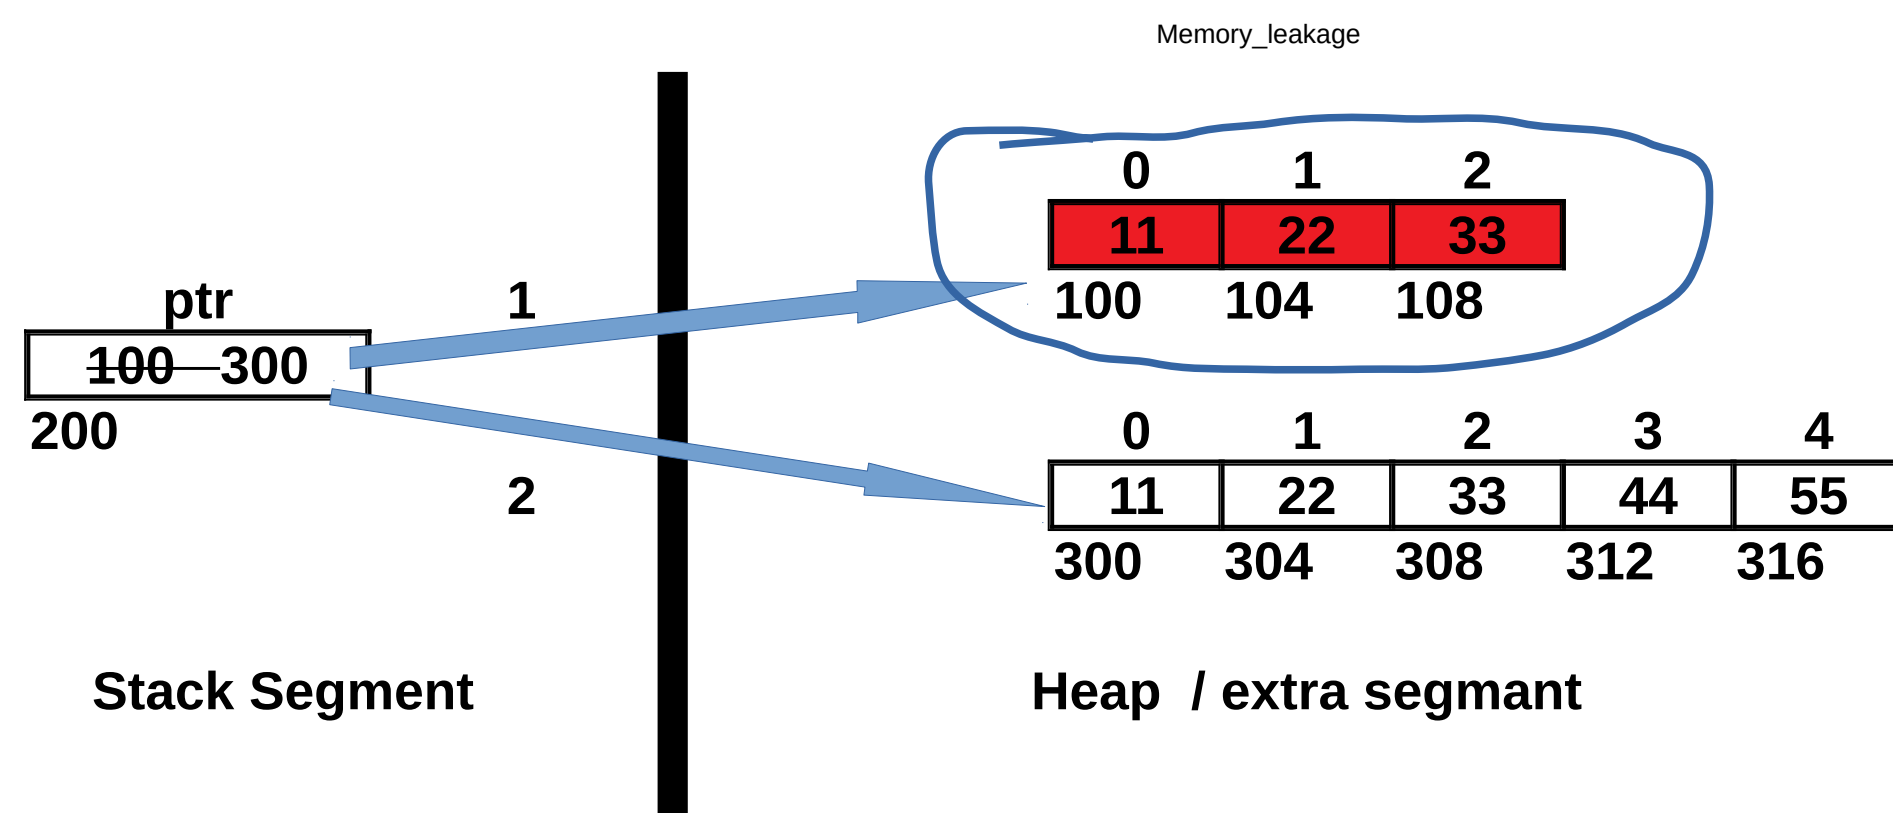 Memory_leakage
0 1 2
11 22 33
ptr 1 100 104 108
100 300
200 0 1 2 3 4
2 11 22 33 44 55
300 304 308 312 316
Stack Segment Heap / extra segmant